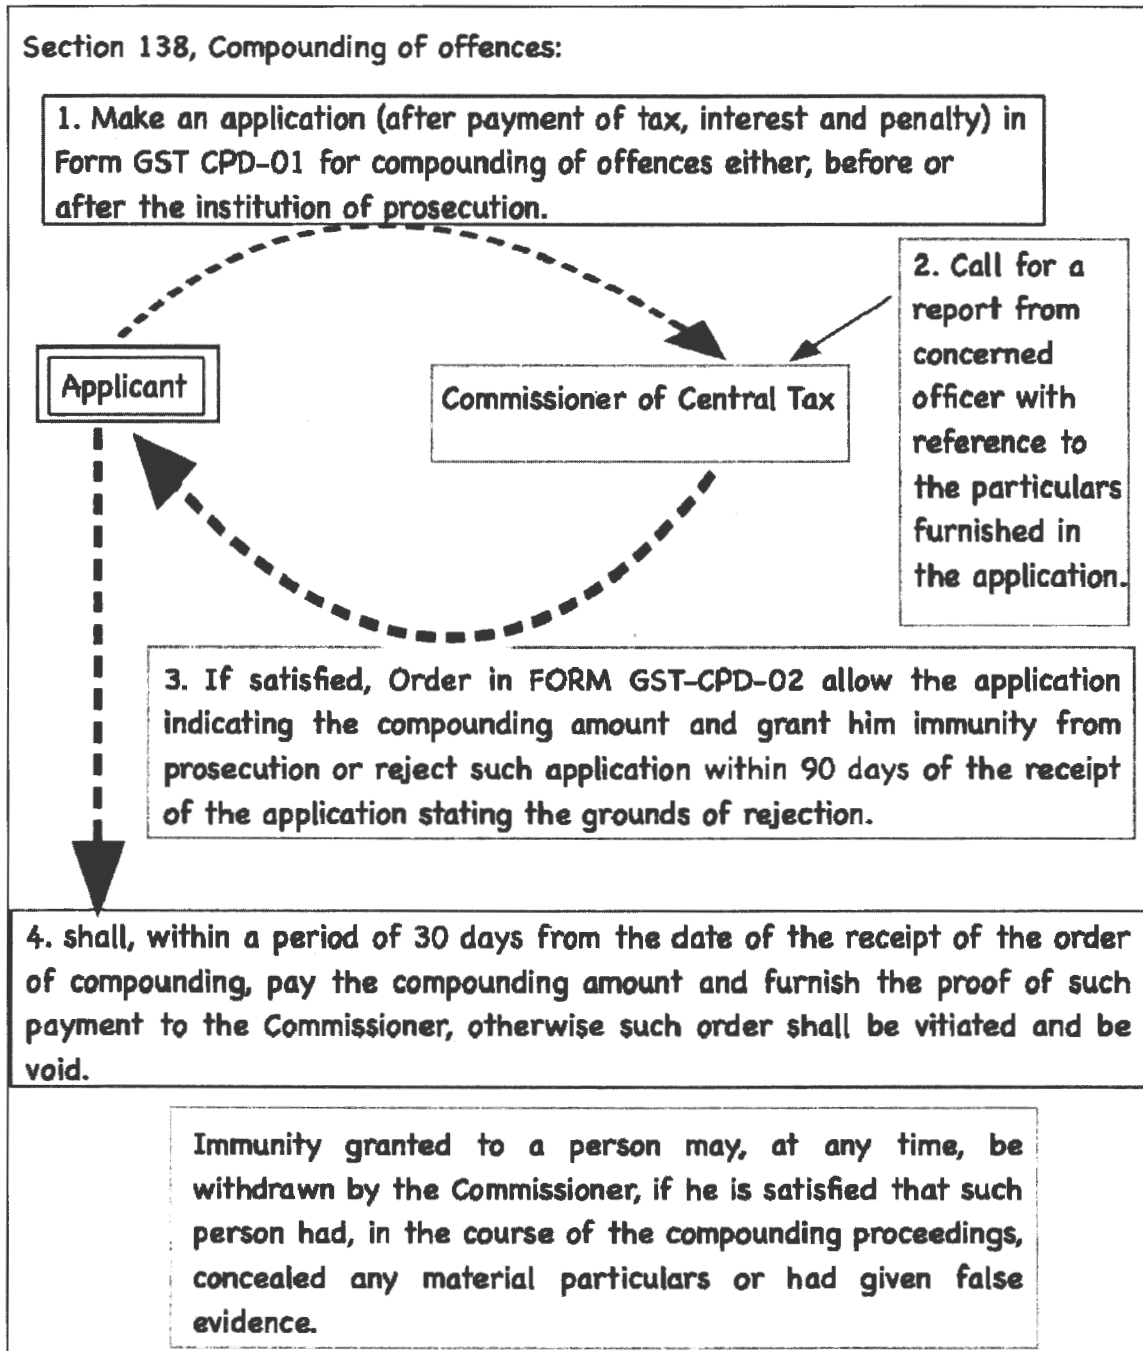 Section 138, Compounding of offences:
1. Make an application (after payment of tax, interest and penalty) in
Form GST CPD-01 for compounding of offences either, before or
after the institution of prosecution.
Applicant
Commissioner of Central Tax
2. Call for a
report from
concerned
officer with
reference to
the particulars
furnished in
the application.
3. If satisfied, Order in FORM GST-CPD-02 allow the application
indicating the compounding amount and grant him immunity from
prosecution or reject such application within 90 days of the receipt
of the application stating the grounds of rejection.
4. shall, within a period of 30 days from the date of the receipt of the order
of compounding, pay the compounding amount and furnish the proof of such
payment to the Commissioner, otherwise such order shall be vitiated and be
void.
Immunity granted to a person may, at any time, be
withdrawn by the Commissioner, if he is satisfied that such
person had, in the course of the compounding proceedings,
concealed any material particulars or had given false
evidence.